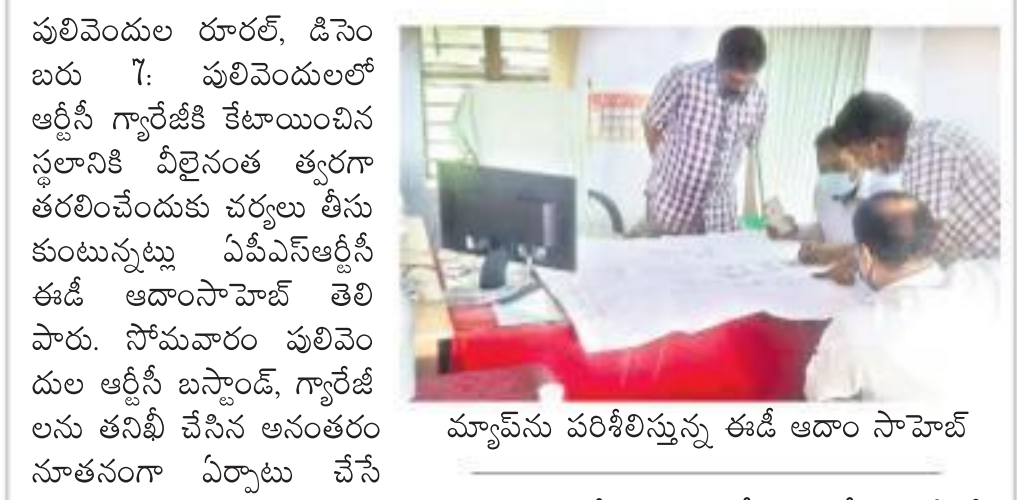 పులివెందుల రూరల్, డిసెం
బరు 7: పులివెందులలో
ఆర్టీసీ గ్యారేజీకి కేటాయించిన
స్థలానికి వీలైనంత త్వరగా
తరలించేందుకు చర్యలు తీసు
కుంటున్నట్లు ఏపీఎస్ఆర్టీసీ
ఈడీ ఆదాంసాహెబ్ తెలి
పారు. సోమవారం పులివెం
దుల ఆర్టీసీ బస్టాండ్, గ్యారేజీ
లను తనిఖీ చేసిన అనంతరం
నూతనంగా ఏర్పాటు చేసే
మ్యాప్‌ను పరిశీలిస్తున్న ఈడీ ఆదాం సాహెబ్